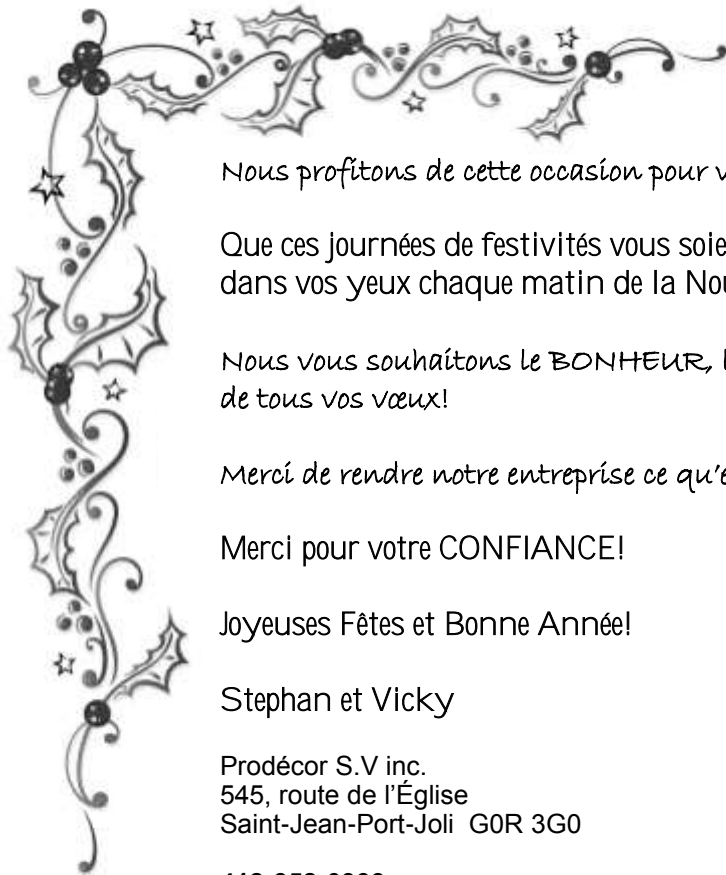 Nous profitons de cette occasion pour
Que ces journées de festivités vous
dans vos yeux chaque matin de la
Nous vous souhaitons le BONHEUR,
de tous vos vœux!
Merci de rendre notre entreprise ce
Merci pour votre CONFIANCE!
Joyeuses Fêtes et Bonne Année!
Stephan et Vicky
Prodécor S.V inc.
545, route de l'Église
Saint-Jean-Port-Joli G0R 3G0